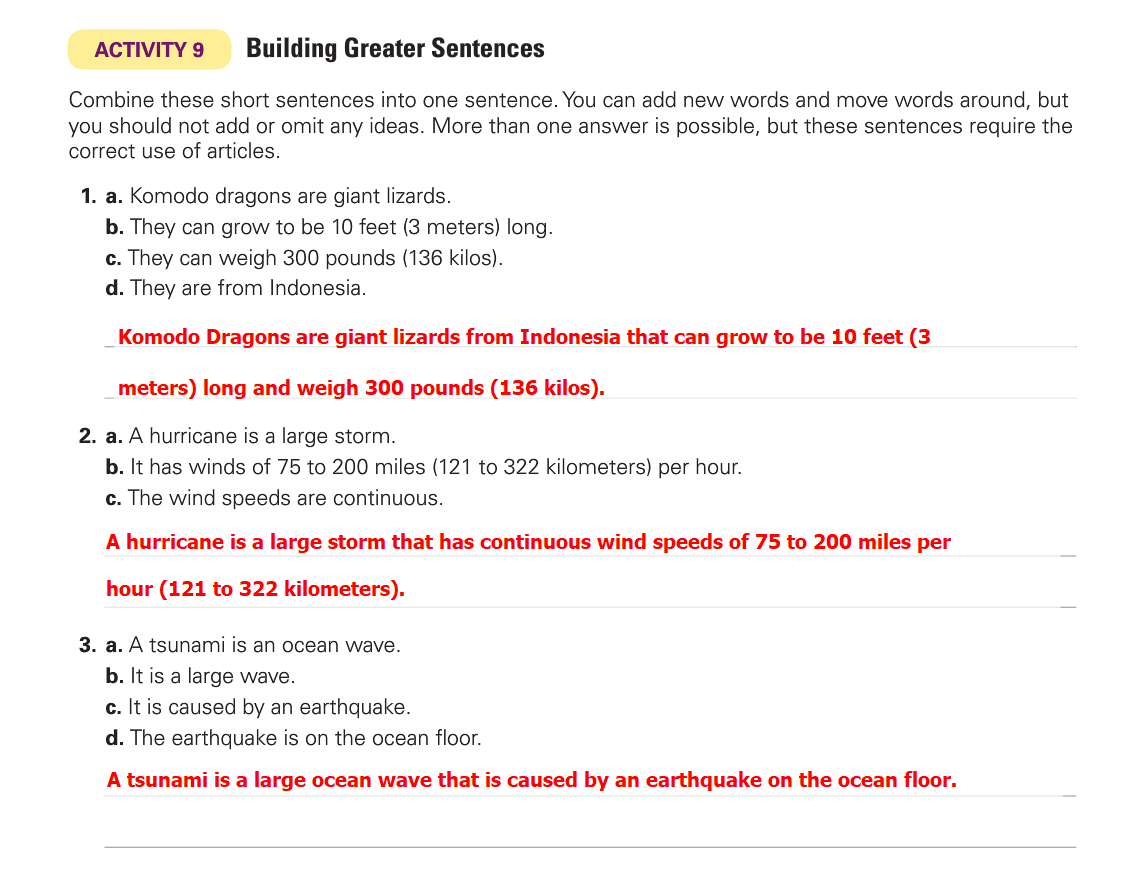 ACTIVITY 9 Building Greater Sentences
Combine these short sentences into one sentence. You can add new words and move words around, but
you should not add or omit any ideas. More than one answer is possible, but these sentences require the
correct use of articles.
1. a. Komodo dragons are giant lizards.
b. They can grow to be 10 feet (3 meters) long.
c. They can weigh 300 pounds (136 kilos).
d. They are from Indonesia.
Komodo Dragons are giant lizards from Indonesia that can grow to be 10 feet (3
meters) long and weigh 300 pounds (136 kilos).
2. a. A hurricane is a large storm.
b. It has winds of 75 to 200 miles (121 to 322 kilometers) per hour.
c. The wind speeds are continuous.
A hurricane is a large storm that has continuous wind speeds of 75 to 200 miles per
hour (121 to 322 kilometers).
3. a. A tsunami is an ocean wave.
b. It is a large wave.
c. It is caused by an earthquake.
d. The earthquake is on the ocean floor.
A tsunami is a large ocean wave that is caused by an earthquake on the ocean floor.